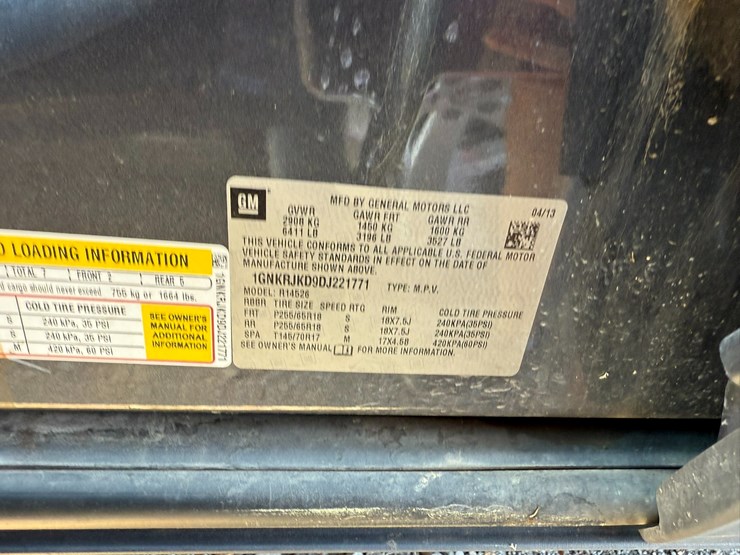 GM
MFD BY GENERAL MOTORS LLC
04/13
GVWR GAWR FRT GAWR RR
2908 KG 1450 KG 1600 KG
6411 LB 3196 LB 3527 LB
THIS VEHICLE CONFORMS TO ALL APPLICABLE U.S. FEDERAL MOTOR
VEHICLE SAFETY STANDARDS IN EFFECT ON THE DATE OF
MANUFACTURE SHOWN ABOVE.
1GNKRJKD9DJ221771 TYPE: M.P.V.
MODEL: R14526
TIRE SIZE SPEED RTG RIM COLD TIRE PRESSURE
FRT P255/65R18 S 18X7.5J 240KPA(35PSI)
RR P255/65R18 S 18X7.5J 240KPA(35PSI)
SPA T145/70R17 M 17X4.5B 420KPA(60PSI)
SEE OWNER'S MANUAL FOR MORE INFORMATION.
LOADING INFORMATION
TOTAL 7 FRONT 2 REAR 5
cargo should never exceed 755 kg or 1664 lbs.
COLD TIRE PRESSURE
S 240 kPa, 35 PSI
S 240 kPa, 35 PSI
M 420 kPa, 60 PSI
SEE OWNER'S
MANUAL FOR
ADDITIONAL
INFORMATION
1GNKRJKD9DJ221771